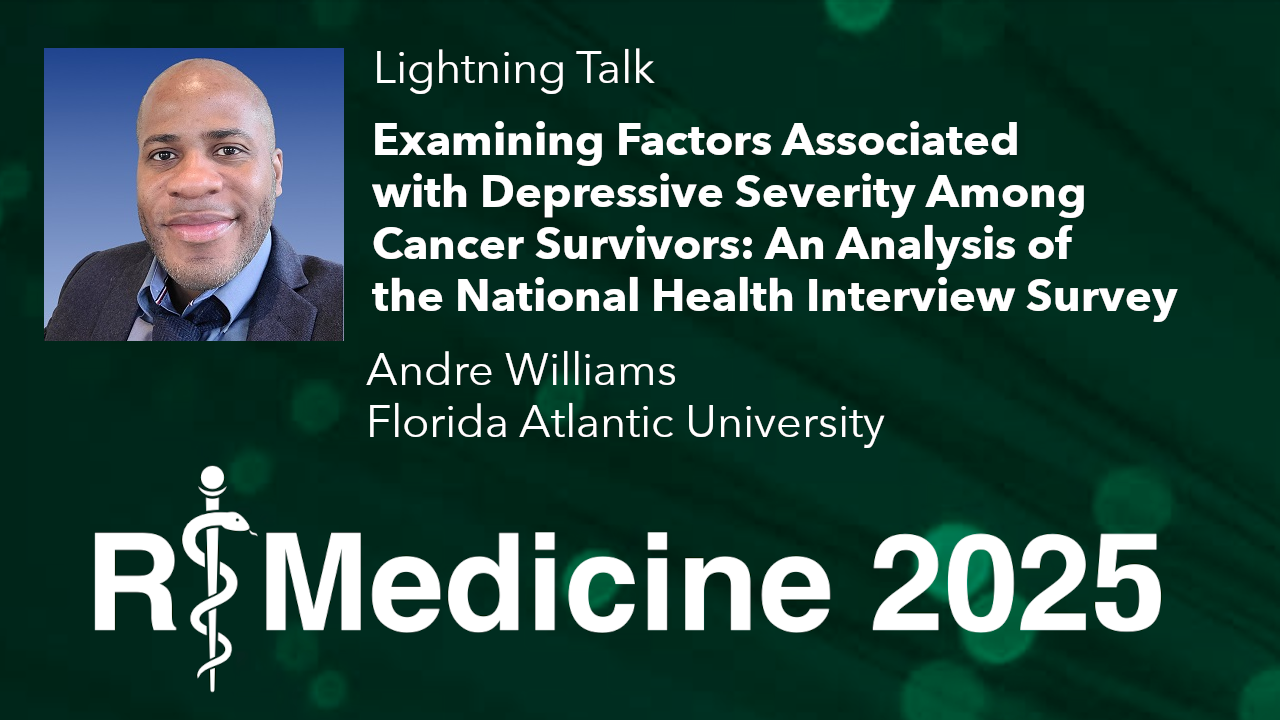 Lightning Talk
Examining Factors Associated
with Depressive Severity Among
Cancer Survivors: An Analysis of
the National Health Interview Survey
Andre Williams
Florida Atlantic University
R Medicine 2025